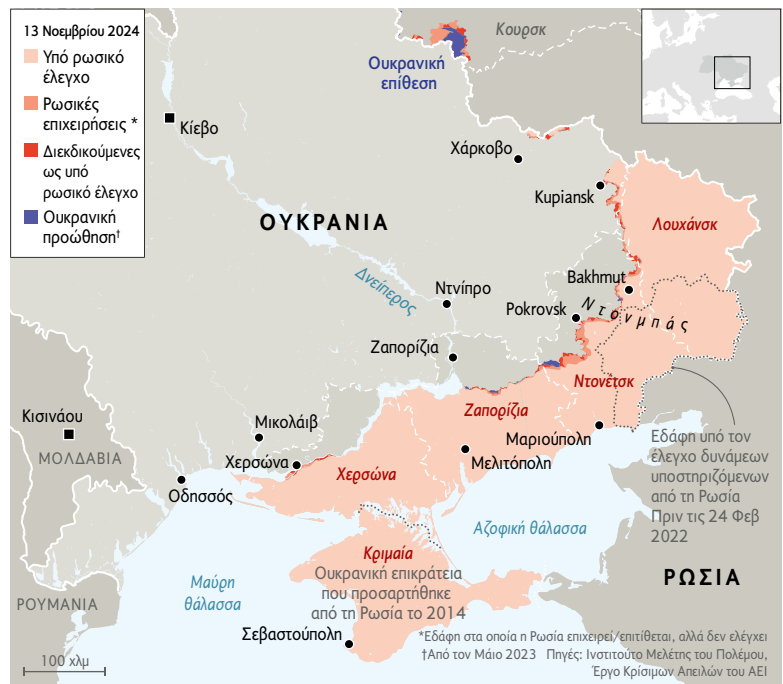 13 Νοεμβρίου 2024
Υπό ρωσικό
έλεγχο
Ρωσικές
επιχειρήσεις *
Διεκδικούμενες
ως υπό
ρωσικό έλεγχο
Ουκρανική
προώθηση†
Κουρσκ
Ουκρανική
επίθεση
Κίεβο
Χάρκοβο
Kupiansk
ΟΥΚΡΑΝΙΑ
Λουχάνσκ
Δνείπερος
Ντνίπρο
Bakhmut
Pokrovsk
Ντονμπάς
Ζαπορίζια
Ντονέτσκ
Ζαπορίζια
Κισινάου
ΜΟΛΔΑΒΙΑ
Μικολάιβ
Χερσώνα
Μαριούπολη
Μελιτόπολη
Χερσώνα
Οδησσός
Εδάφη υπό τον
έλεγχο δυνάμεων
υποστηριζόμενων
από τη Ρωσία
Πριν τις 24 Φεβ
2022
Αζοφική θάλασσα
Κριμαία
Ουκρανική επικράτεια
που προσαρτήθηκε
από τη Ρωσία το 2014
Μαύρη
θάλασσα
ΡΩΣΙΑ
ΡΟΥΜΑΝΙΑ
Σεβαστούπολη
100 χλμ
*Εδάφη στα οποία η Ρωσία επιχειρεί/επιτίθεται, αλλά δεν ελέγχει
†Από τον Μάιο 2023 Πηγές: Ινστιτούτο Μελέτης του Πολέμου,
Έργο Κρίσιμων Απειλών του AEI